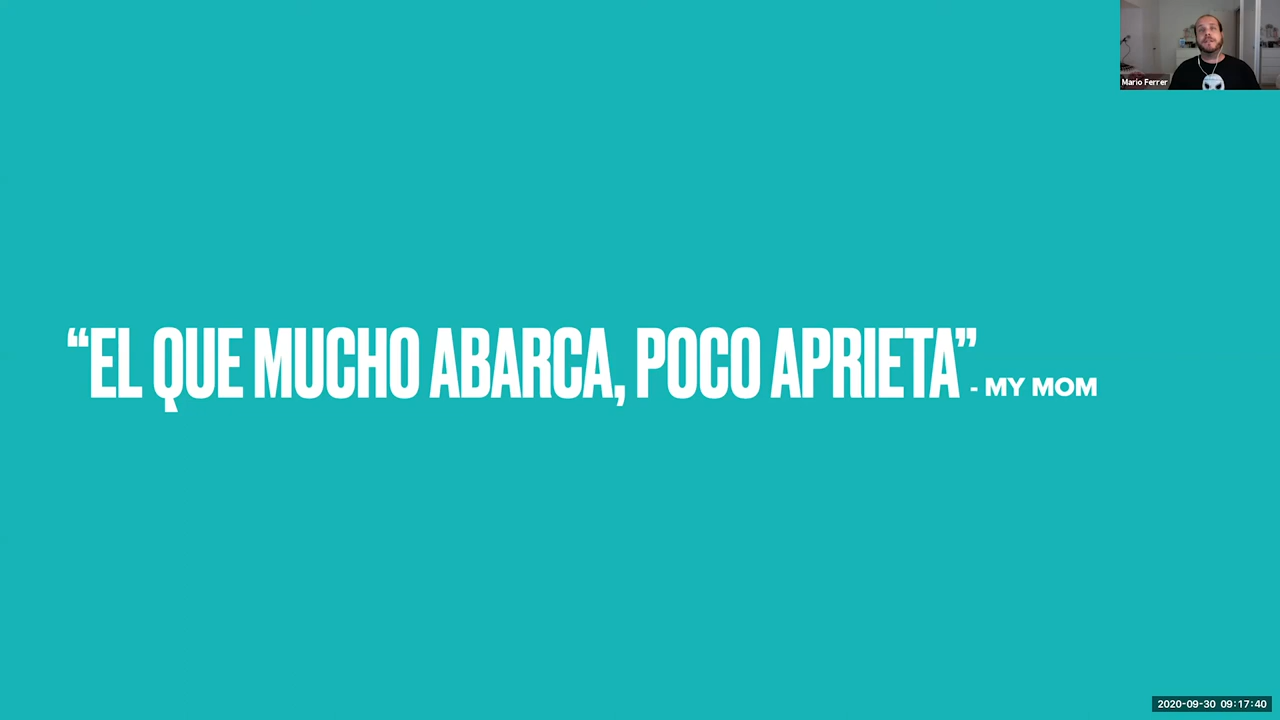 Mario Ferrer
“EL QUE MUCHO ABARCA, POCO APRIETA” - MY MOM
2020-09-30 09:17:40